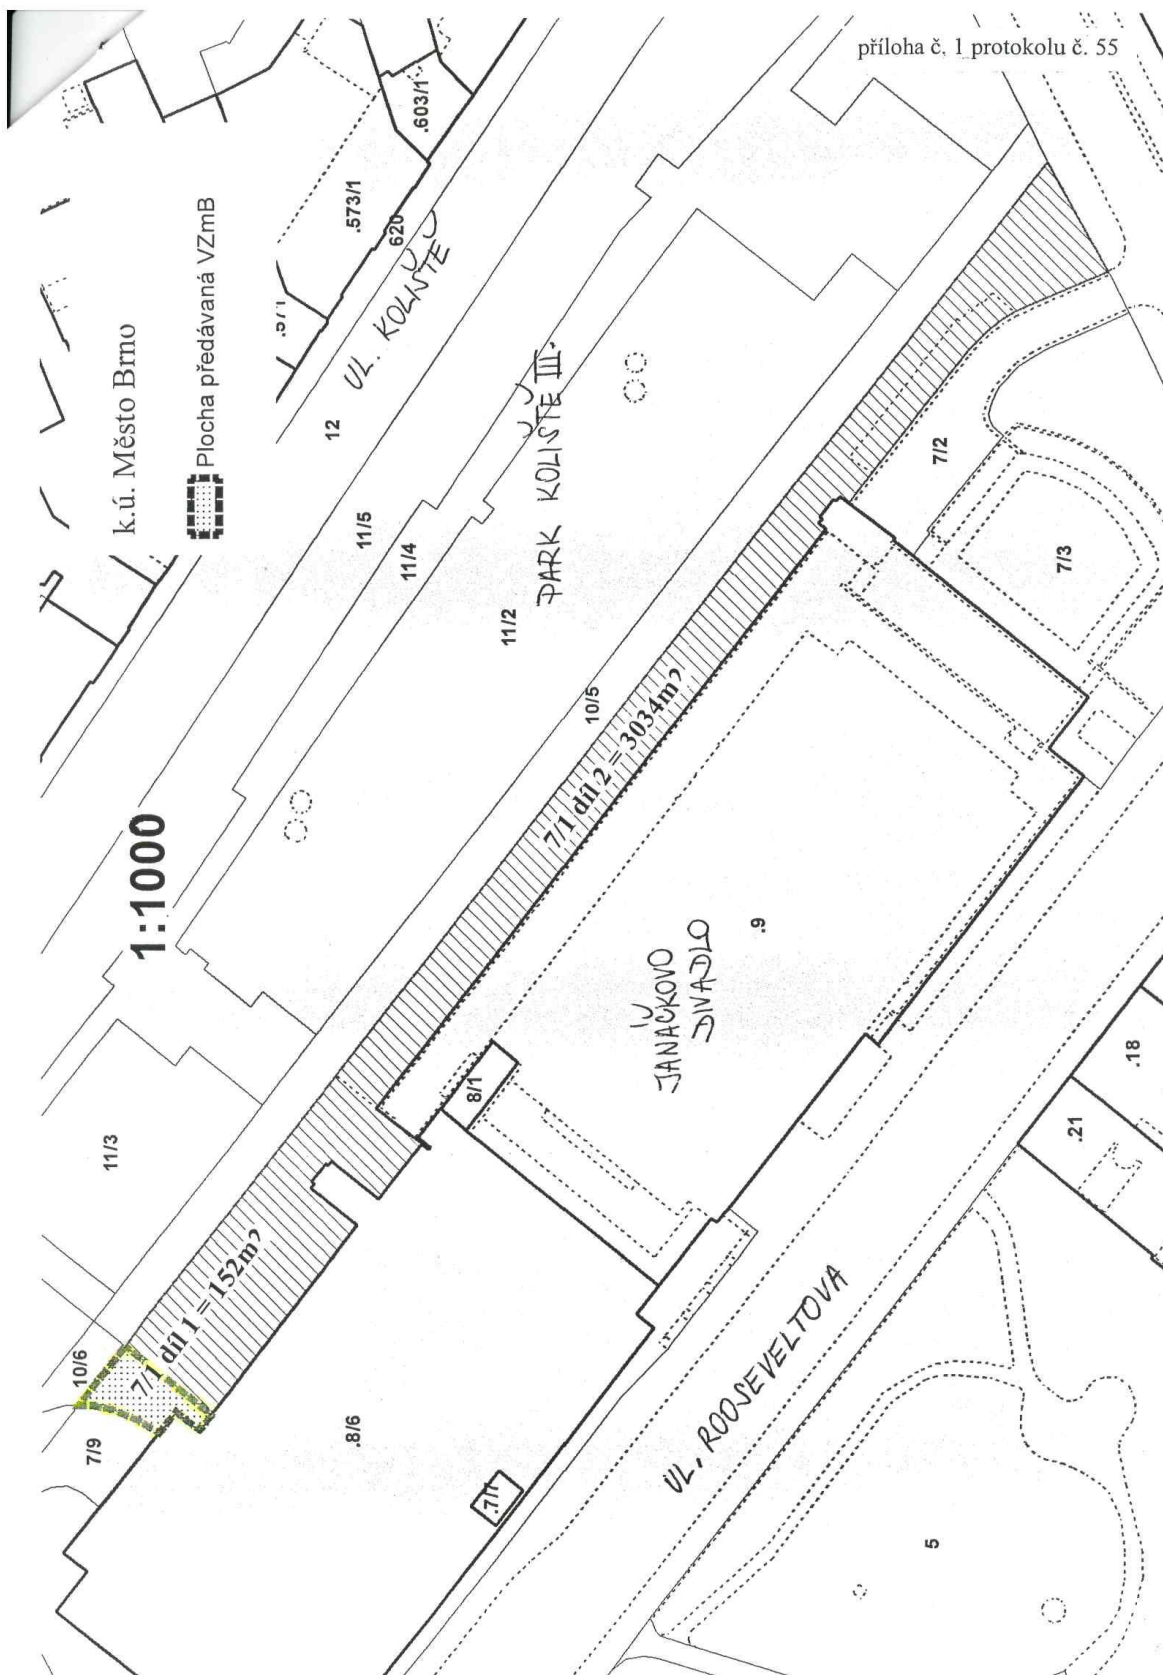 příloha č. 1 protokolu č. 55
k.ú. Město Brno
Plocha předávaná VZmB
1:1000
.603/1
.573/1
620
.571
UL. KOLIŠTĚ
12
11/5
11/4
PARK KOLIŠTĚ III.
11/2
10/5
7/2
7/3
7/1 díl 2 = 3034m2
JANÁČKOVO
DIVADLO
.9
8/1
11/3
7/1 díl 1 = 152m2
10/6
7/9
.8/6
.7/1
UL. ROOSEVELTOVA
.18
.21
5